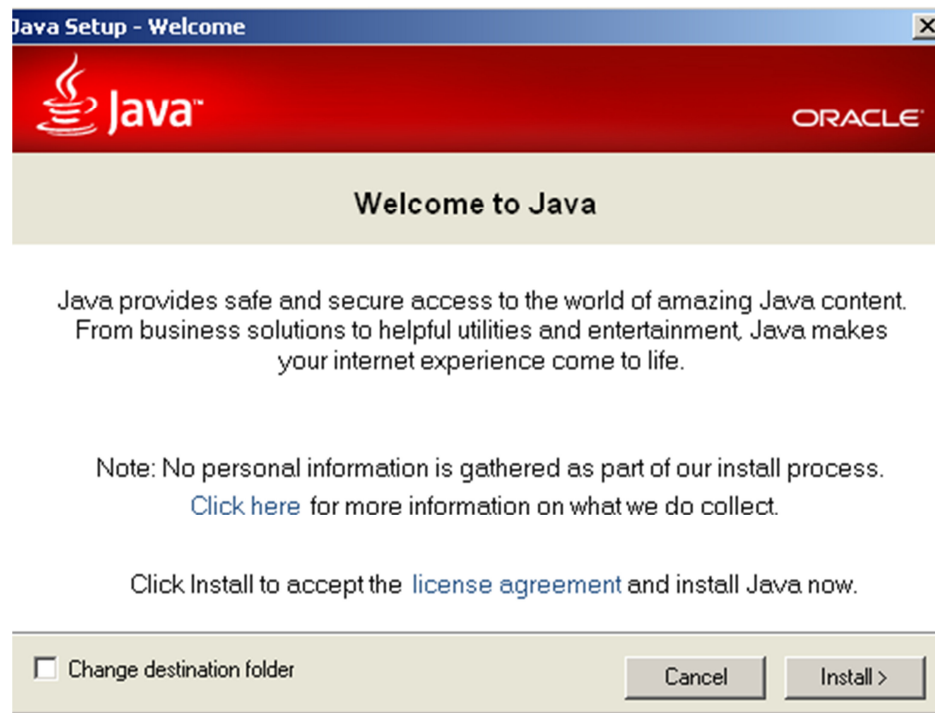 Java Setup - Welcome
Java™
ORACLE®
Welcome to Java
Java provides safe and secure access to the world of amazing Java content.
From business solutions to helpful utilities and entertainment, Java makes
your internet experience come to life.
Note: No personal information is gathered as part of our install process.
Click here for more information on what we do collect.
Click Install to accept the license agreement and install Java now.
Change destination folder
Cancel
Install >